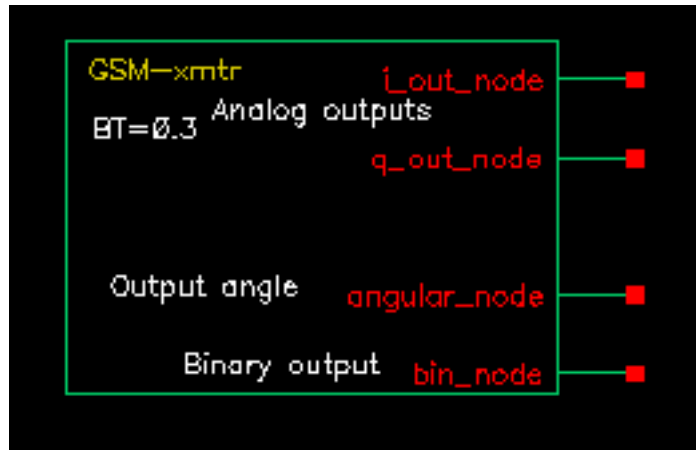 GSM-xmtr
i_out_node
Analog outputs
BT=0.3
q_out_node
Output angle
angular_node
Binary output
bin_node